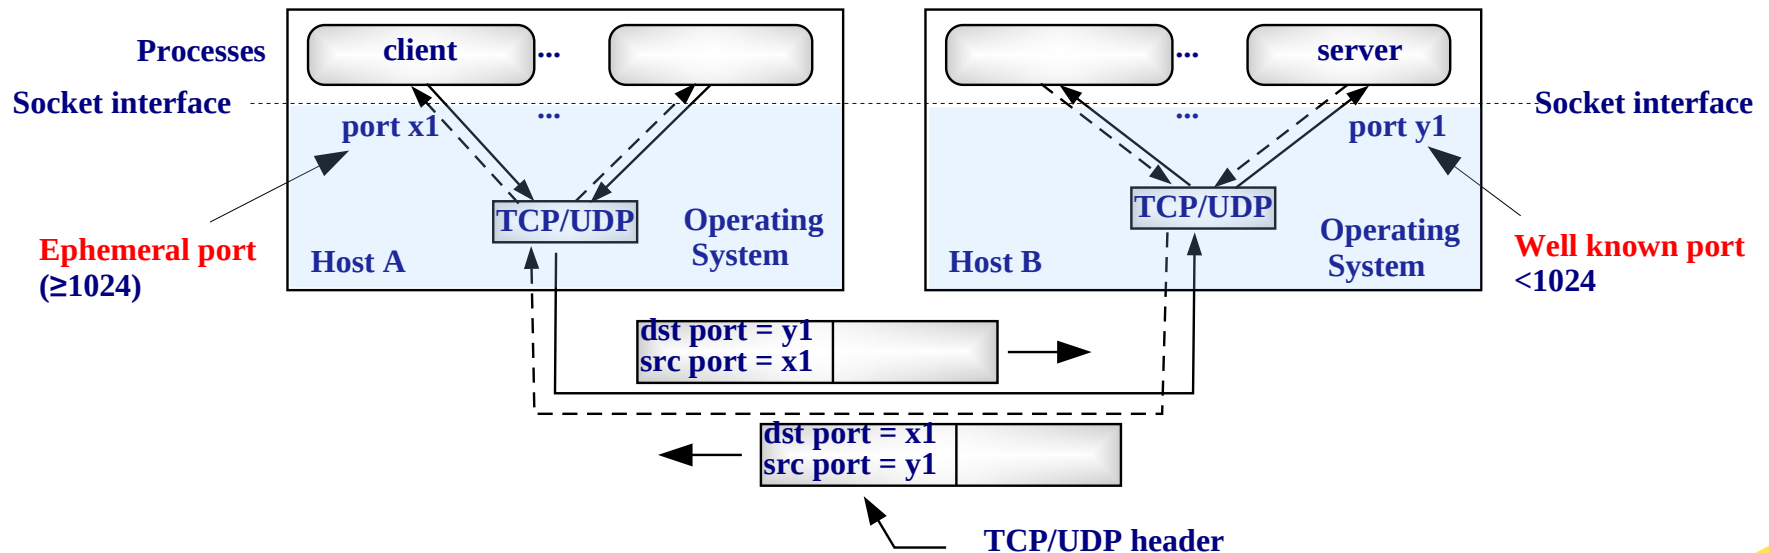 Processes
client
...
...
server
Socket interface
Socket interface
port x1
...
...
port y1
TCP/UDP
TCP/UDP
Operating
System
Operating
System
Host A
Host B
Ephemeral port
(≥1024)
Well known port
<1024
dst port = y1
src port = x1
dst port = x1
src port = y1
TCP/UDP header